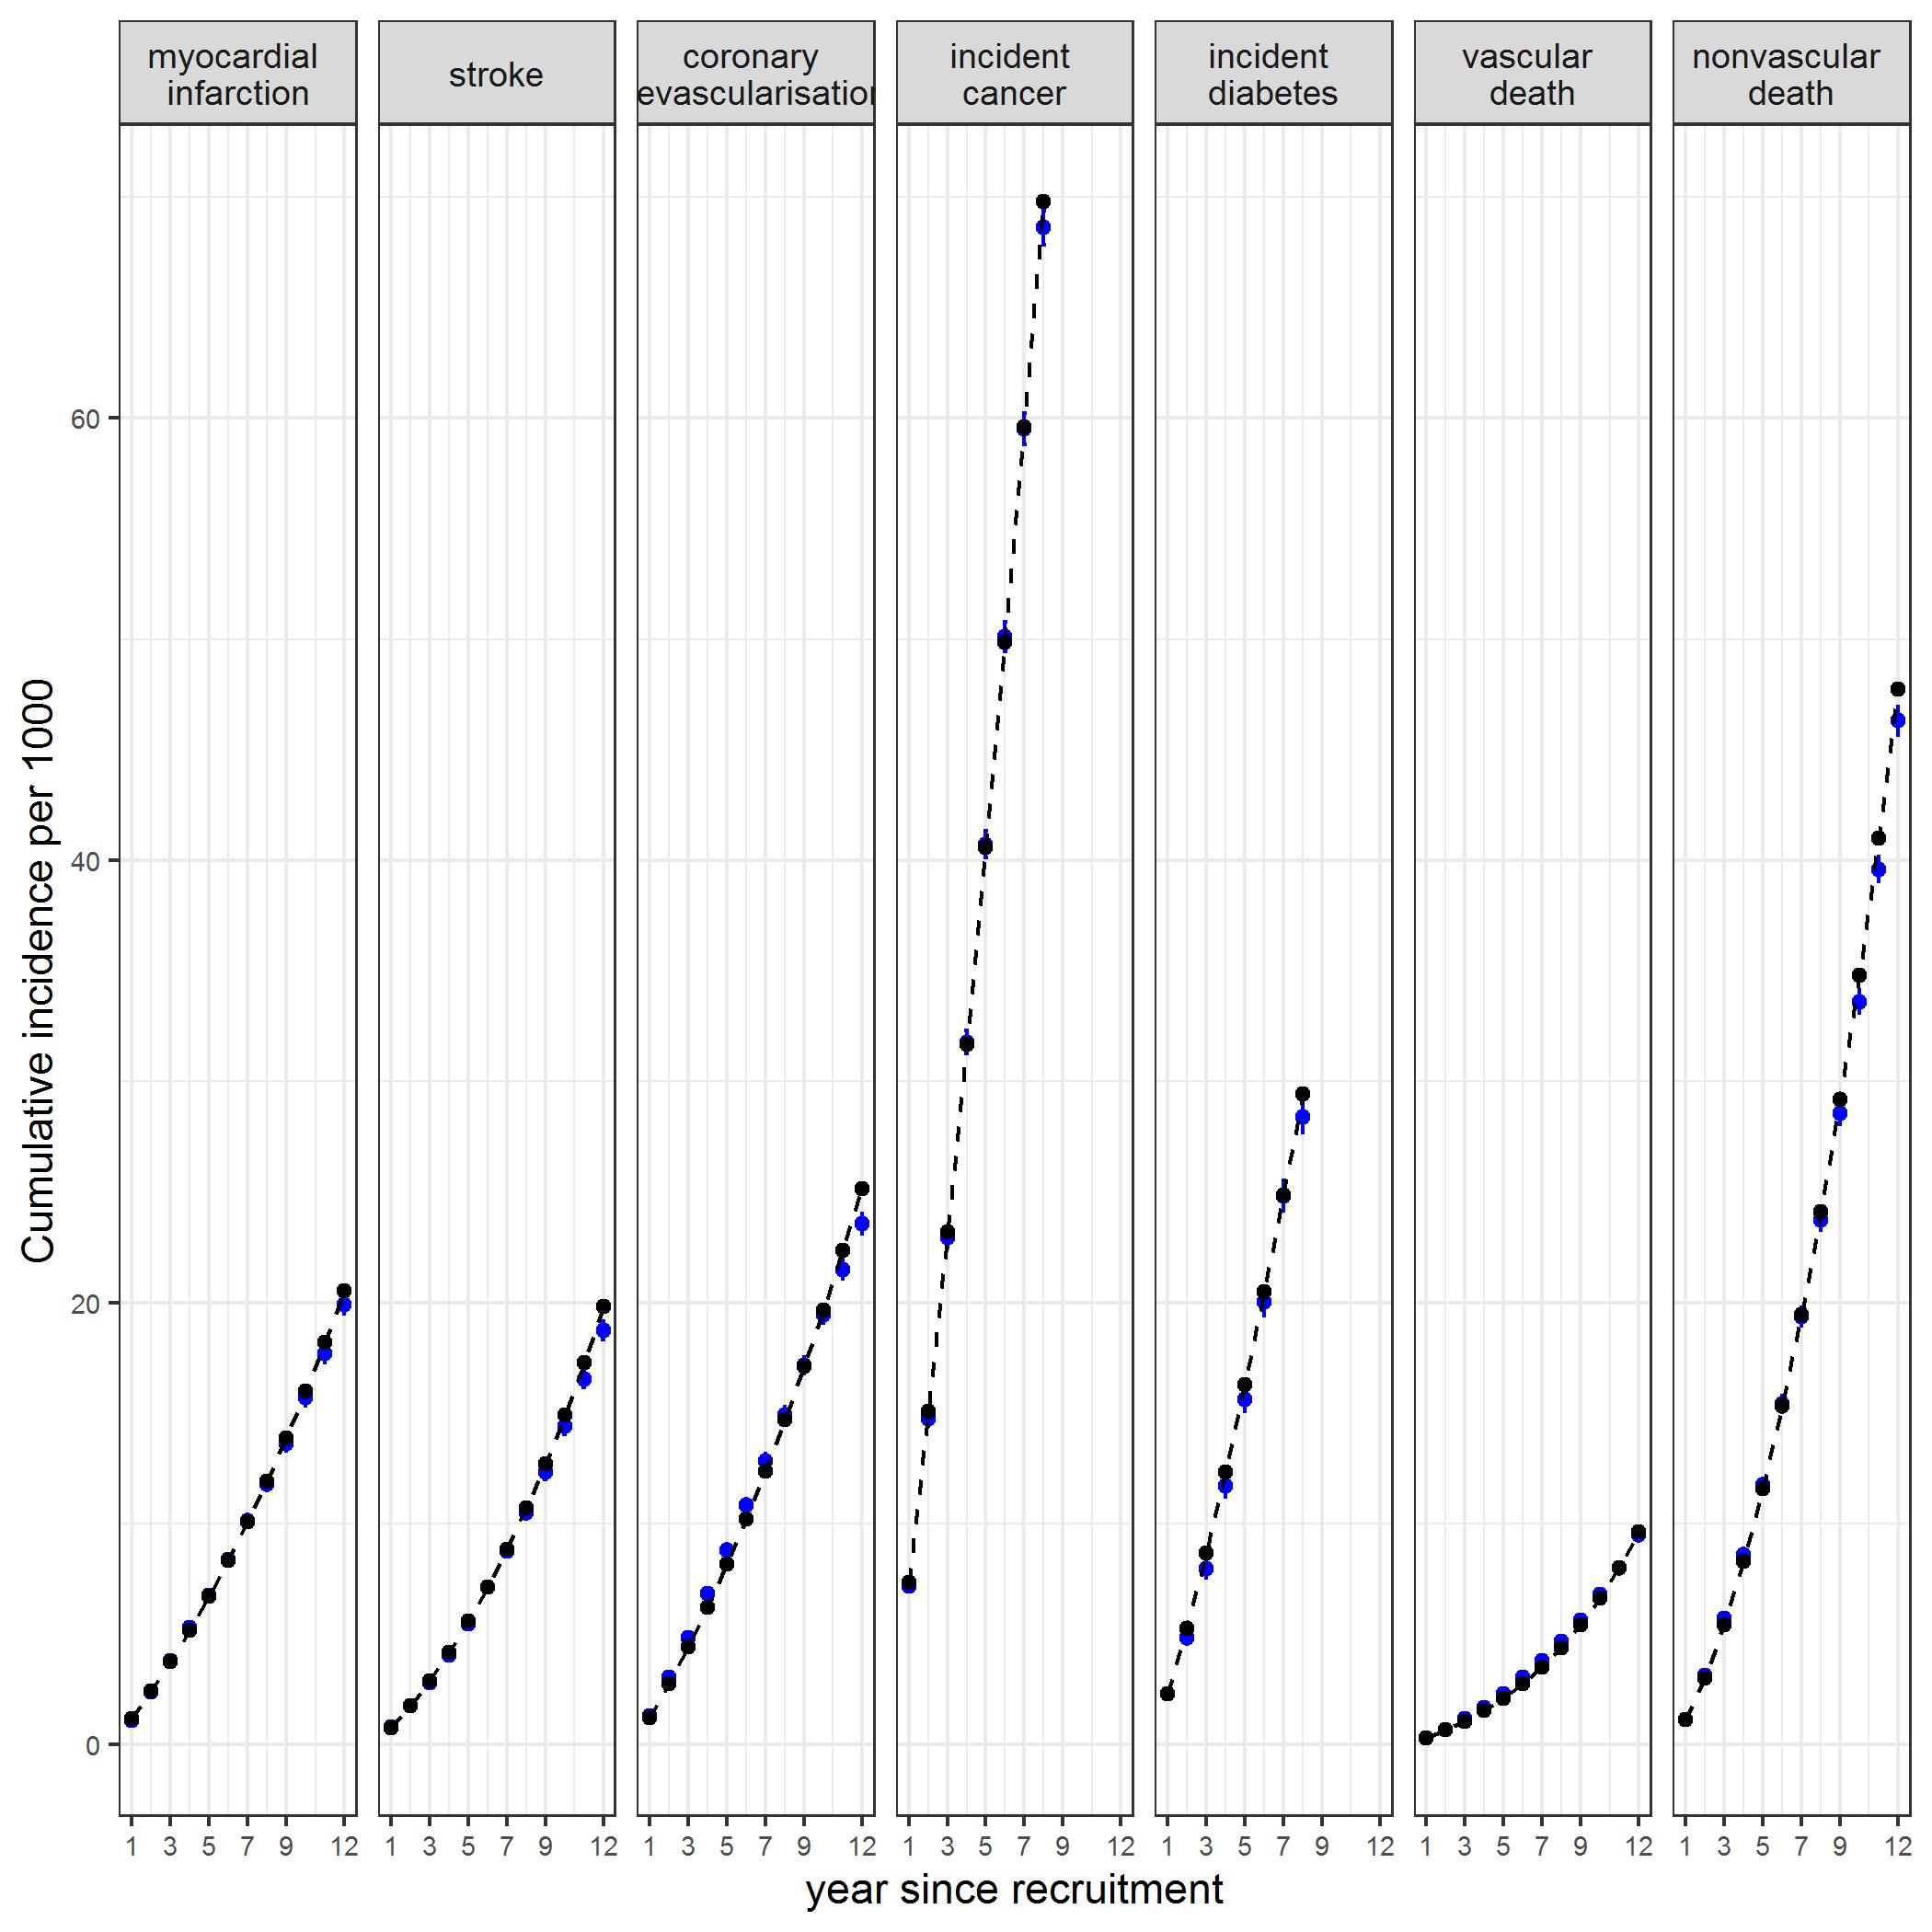 myocardial
infarction
stroke
coronary
evascularisation
incident
cancer
incident
diabetes
vascular
death
nonvascular
death
Cumulative incidence per 1000
60
40
20
0
1 3 5 7 9 12
1 3 5 7 9 12
1 3 5 7 9 12
1 3 5 7 9 12
1 3 5 7 9 12
1 3 5 7 9 12
1 3 5 7 9 12
year since recruitment